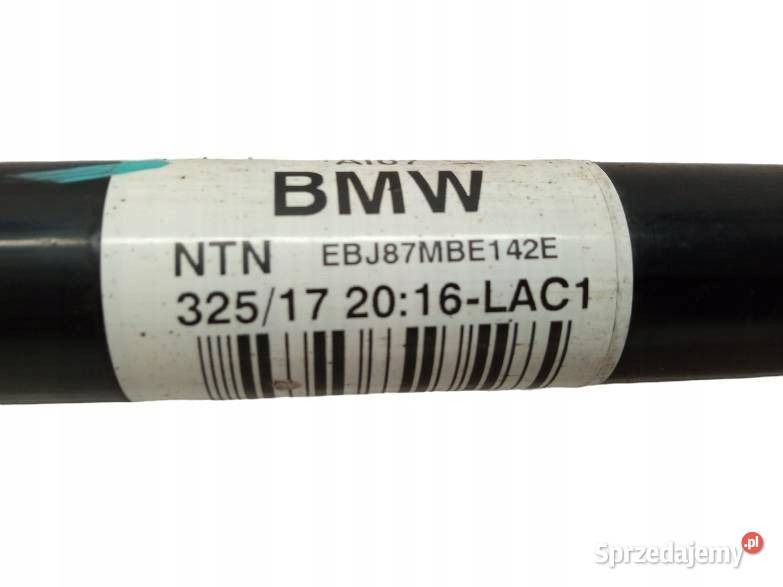 BMW
NTN EBJ87MBE142E
325/17 20:16-LAC1
Sprzedajemy.pl